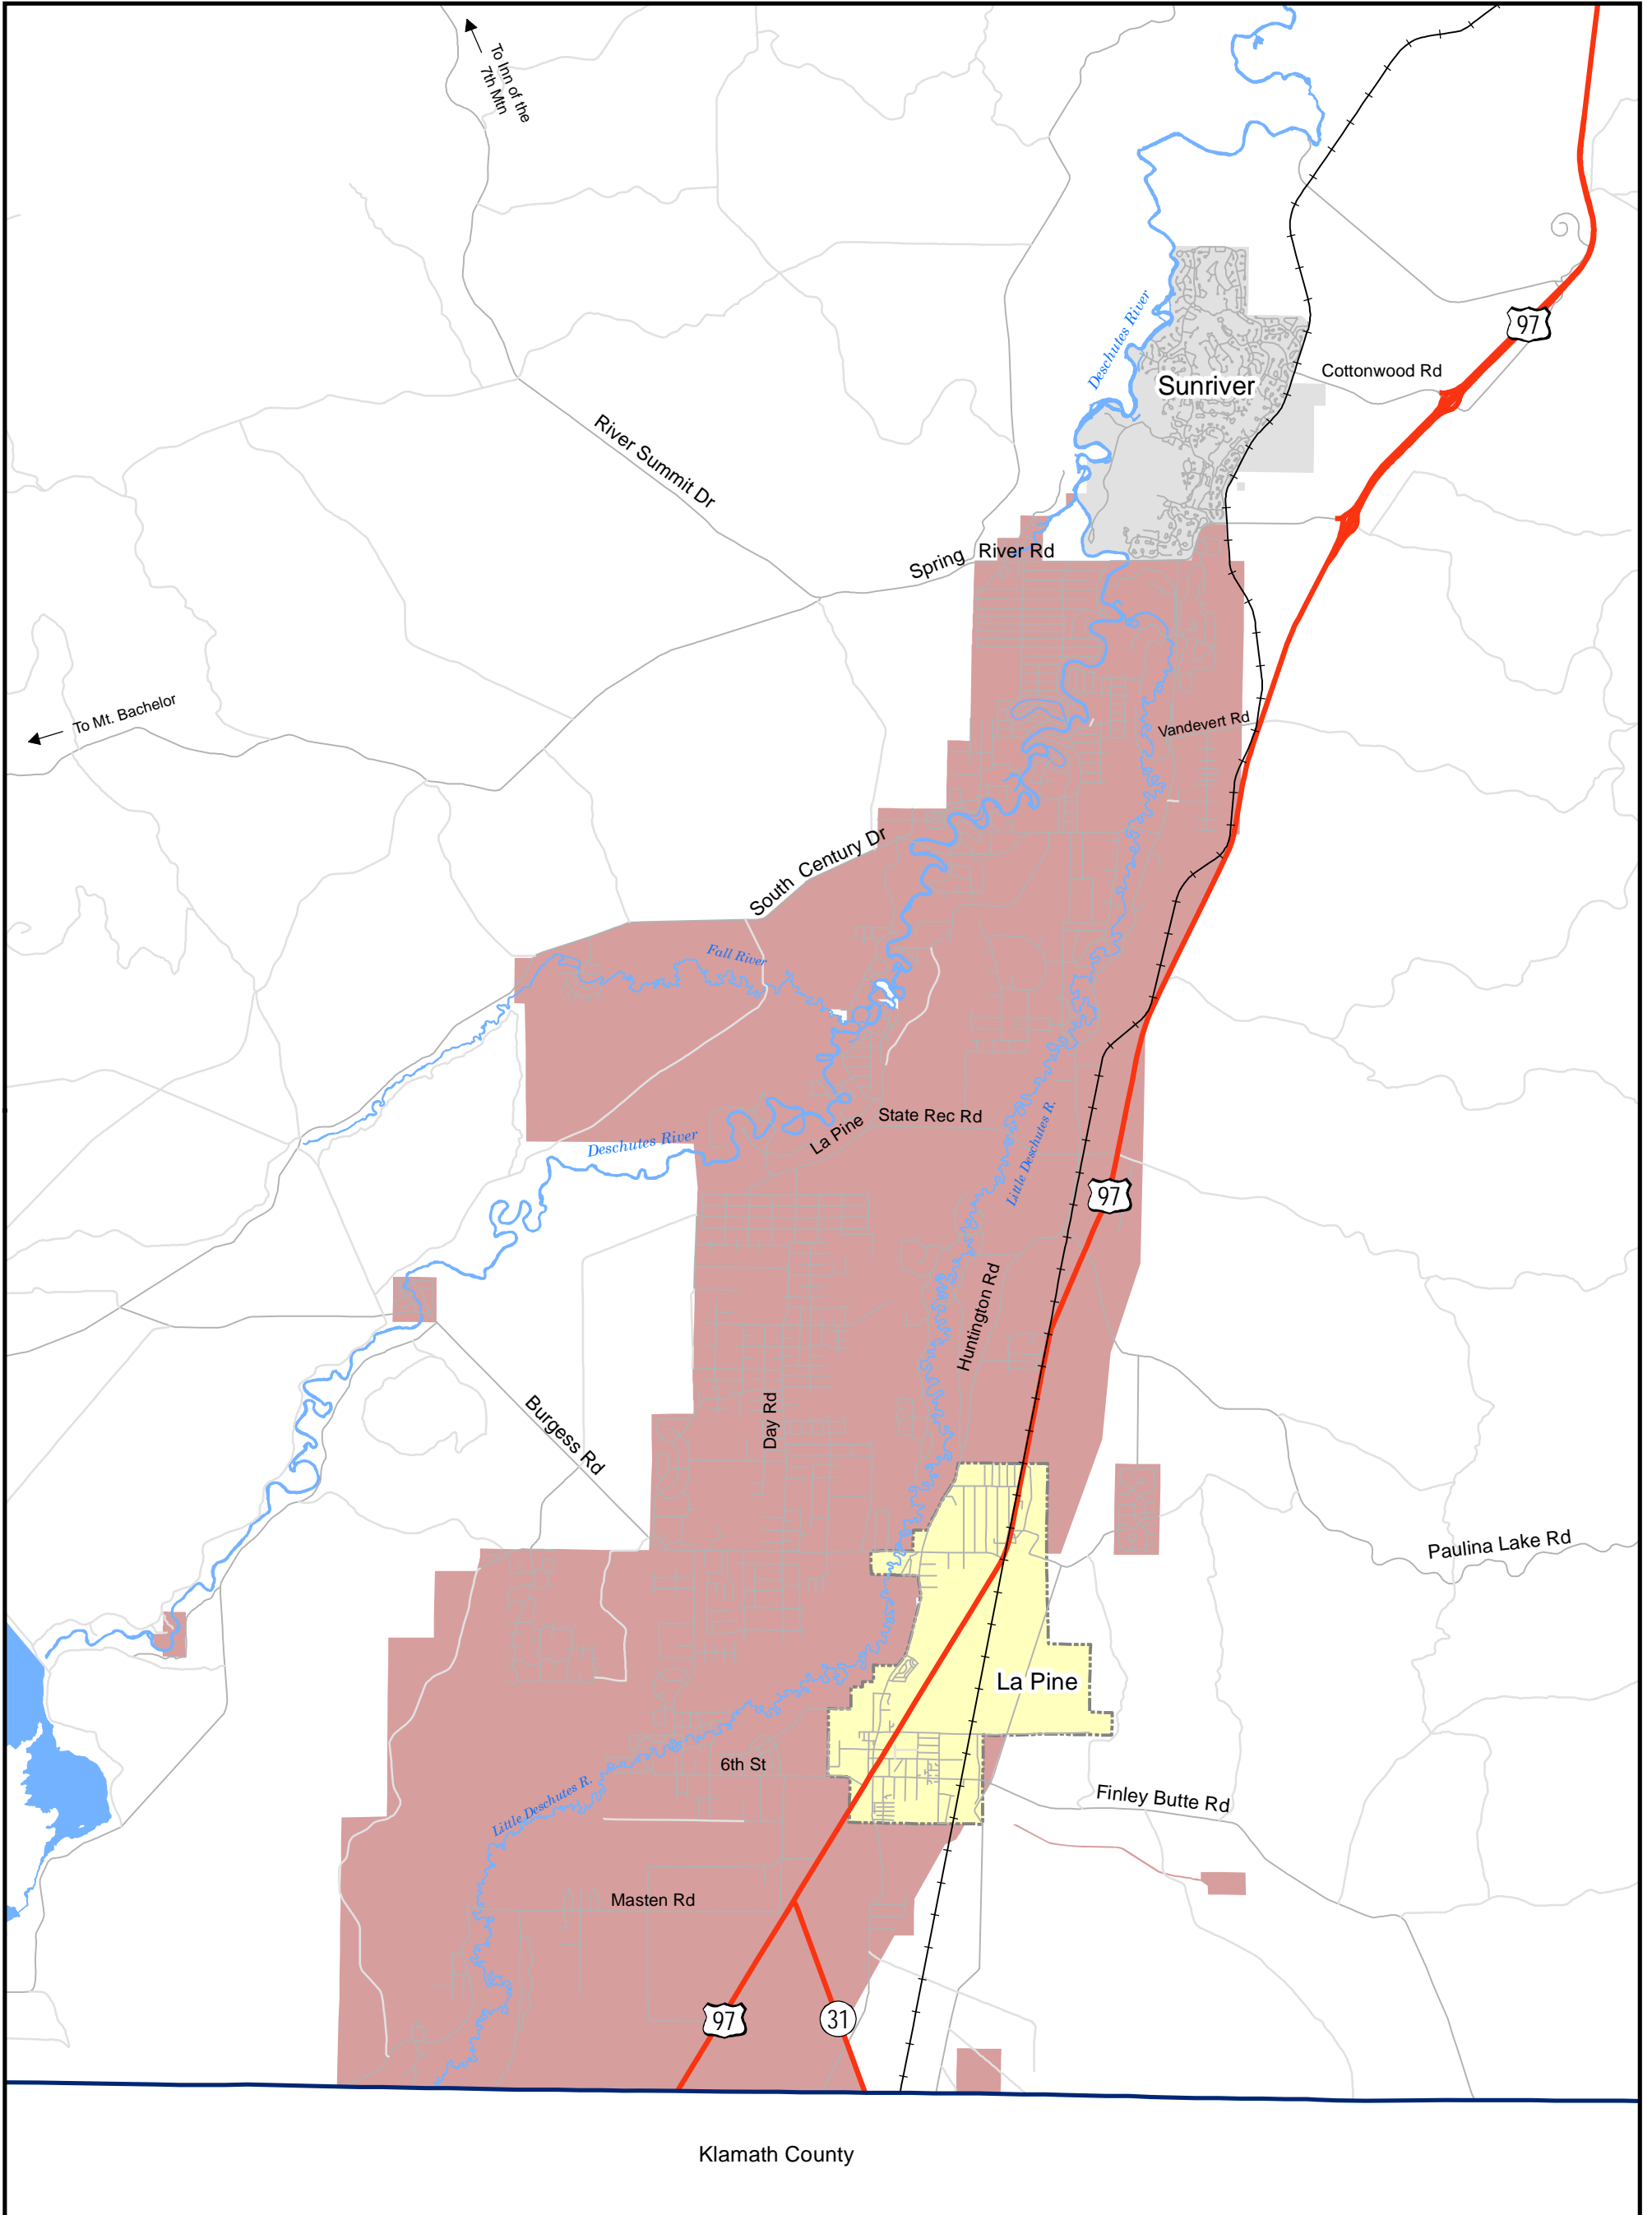 To Inn of the
7th Mtn
97
Deschutes River
Cottonwood Rd
Sunriver
River Summit Dr
Spring River Rd
To Mt. Bachelor
Vandevert Rd
South Century Dr
Fall River
State Rec Rd
La Pine
Deschutes River
Little Deschutes R.
97
Huntington Rd
Day Rd
Burgess Rd
Paulina Lake Rd
La Pine
6th St
Finley Butte Rd
Little Deschutes R.
Masten Rd
97
31
Klamath County